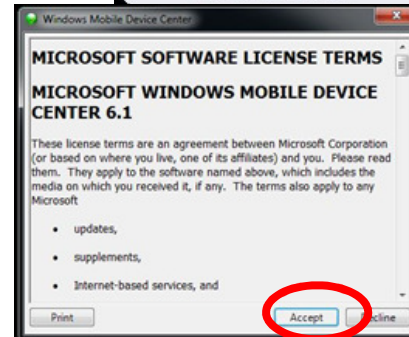 Windows Mobile Device Center
MICROSOFT SOFTWARE LICENSE TERMS
MICROSOFT WINDOWS MOBILE DEVICE
CENTER 6.1
These license terms are an agreement between Microsoft Corporation
(or based on where you live, one of its affiliates) and you. Please read
them. They apply to the software named above, which includes the
media on which you received it, if any. The terms also apply to any
Microsoft
• updates,
• supplements,
• Internet-based services, and
Print Accept Decline